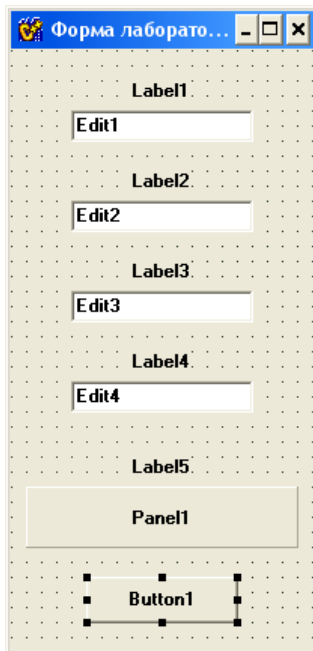 Форма лаборато...
Label1
Edit1
Label2
Edit2
Label3
Edit3
Label4
Edit4
Label5
Panel1
Button1